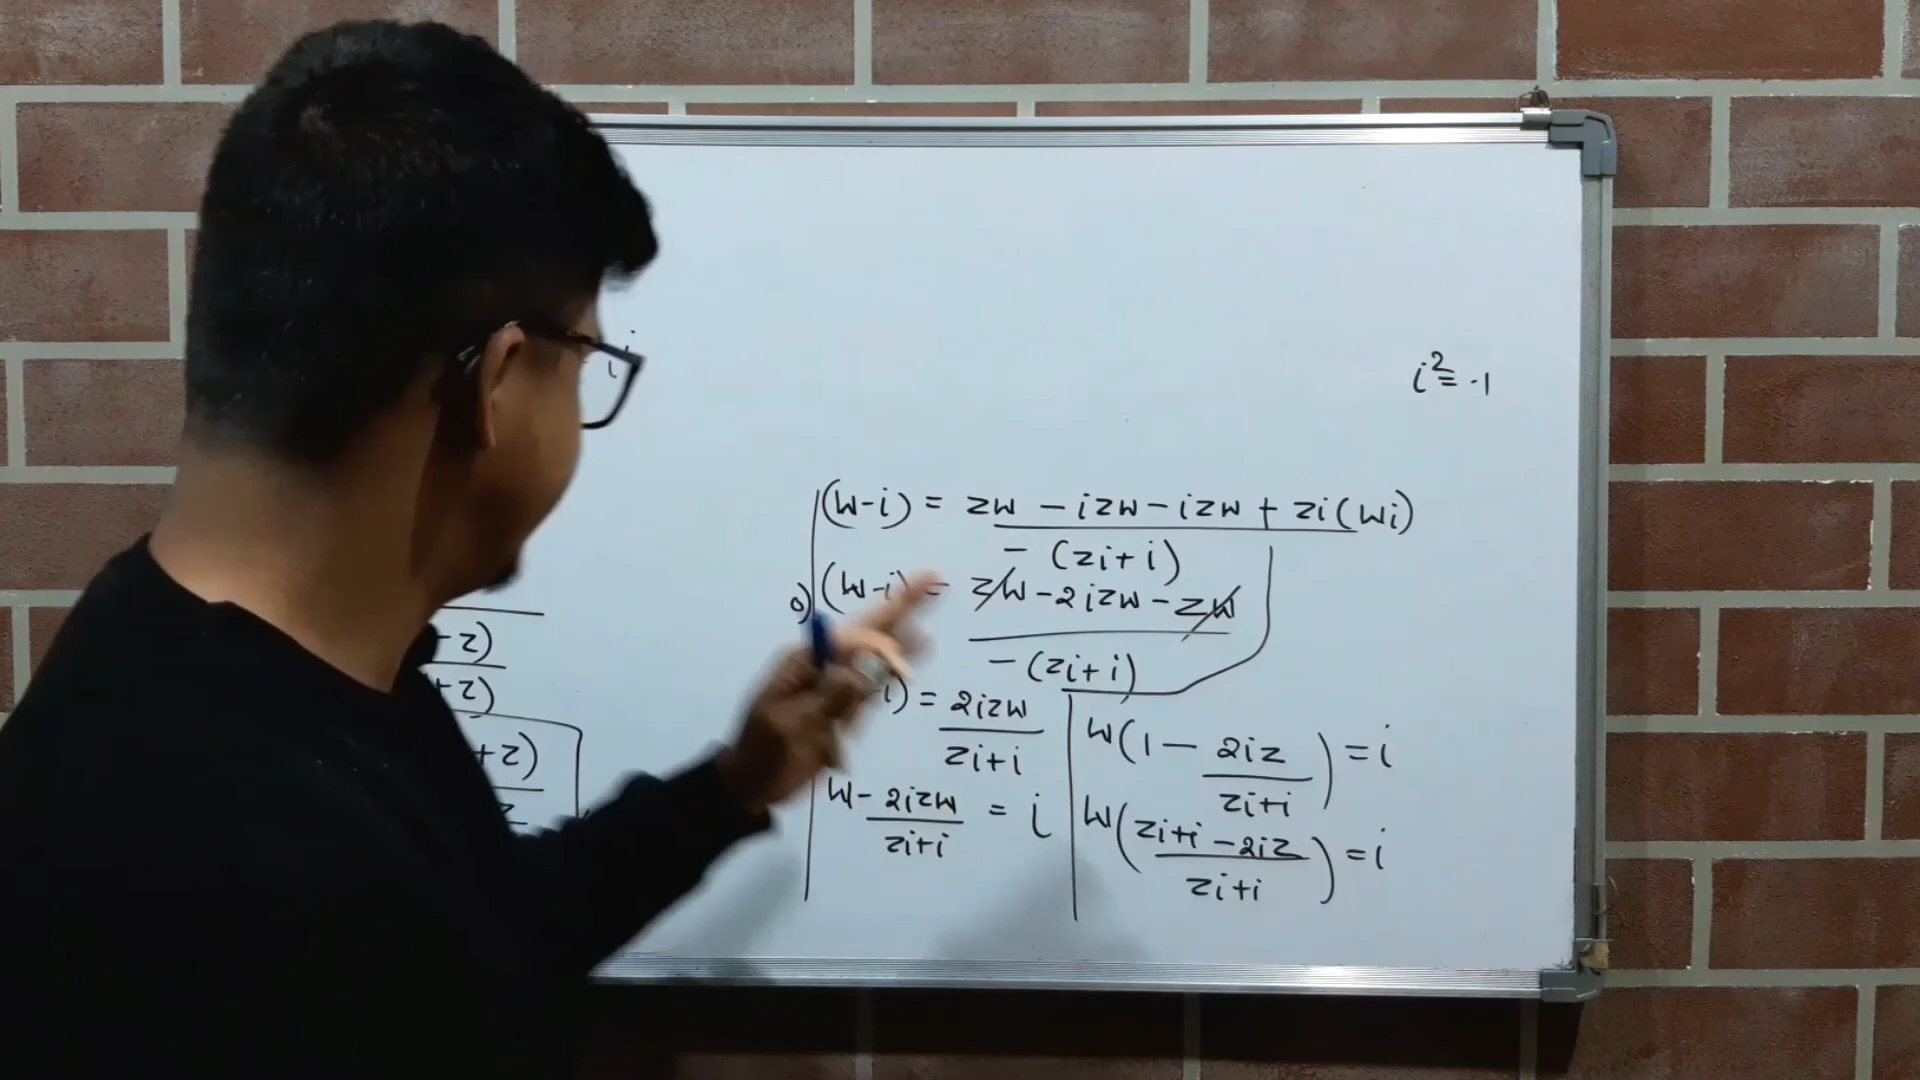 i
i² = -1
-z)
+z)
+z)
z
(w-i) = zw - izw - izw + zi(wi)
-(zi+i)
(w-i) = zw - 2izw - zw
-(zi+i)
i) = 2izw
zi+i
w - 2izw = i
zi+i
w(1 - 2iz) = i
zi+i
w(zi+i - 2iz) = i
zi+i